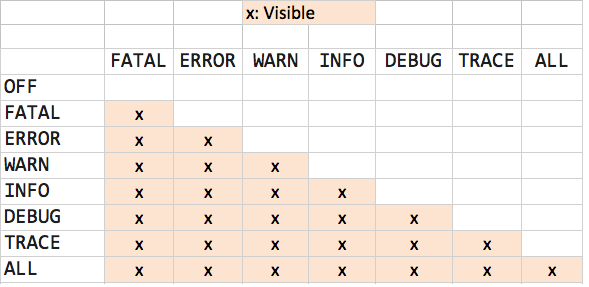 x: Visible
FATAL ERROR WARN INFO DEBUG TRACE ALL
OFF
FATAL x
ERROR x x
WARN x x x
INFO x x x x
DEBUG x x x x x
TRACE x x x x x x
ALL x x x x x x x